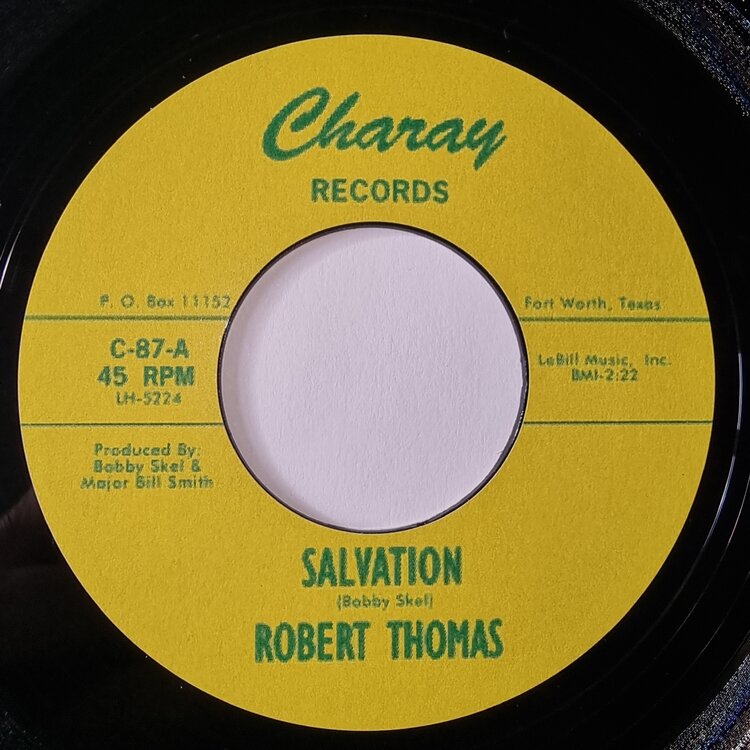 Charay
RECORDS
P. O. Box 11152
Fort Worth, Texas
C-87-A
45 RPM
LH-5224
LeBill Music, Inc.
BMI-2:22
Produced By:
Bobby Skel &
Major Bill Smith
SALVATION
(Bobby Skel)
ROBERT THOMAS